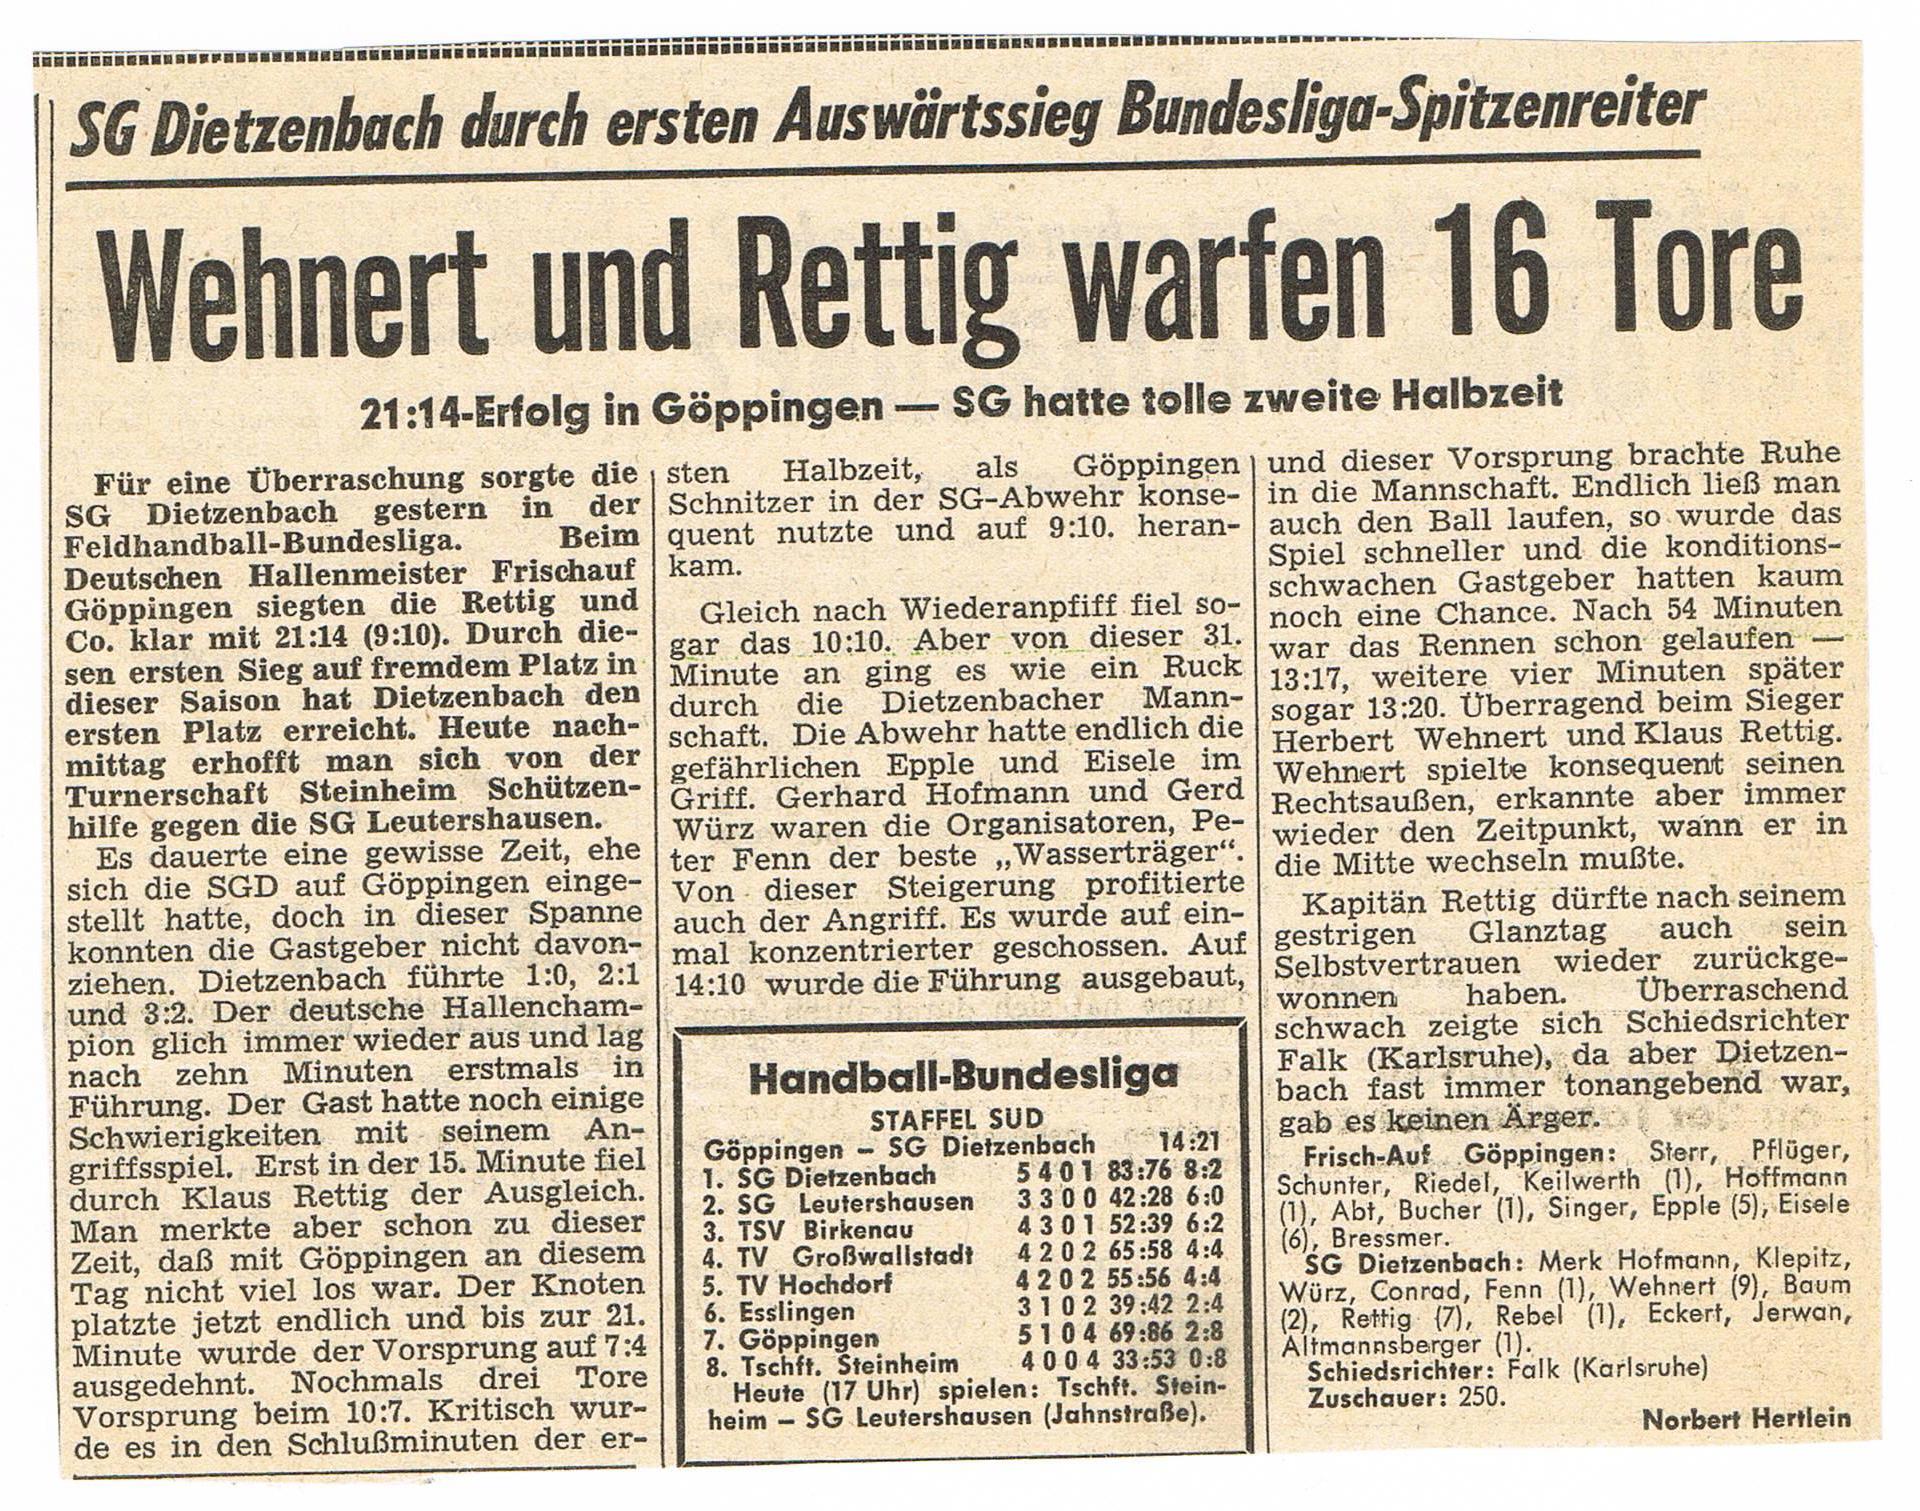 SG Dietzenbach durch ersten Auswärtssieg Bundesliga-Spitzenreiter
Wehnert und Rettig warfen 16 Tore
21:14-Erfolg in Göppingen — SG hatte tolle zweite Halbzeit
Für eine Überraschung sorgte die
SG Dietzenbach gestern in der
Feldhandball-Bundesliga. Beim
Deutschen Hallenmeister Frischauf
Göppingen siegten die Rettig und
Co. klar mit 21:14 (9:10). Durch die-
sen ersten Sieg auf fremdem Platz in
dieser Saison hat Dietzenbach den
ersten Platz erreicht. Heute nach-
mittag erhofft man sich von der
Turnerschaft Steinheim Schützen-
hilfe gegen die SG Leutershausen.
Es dauerte eine gewisse Zeit, ehe
sich die SGD auf Göppingen einge-
stellt hatte, doch in dieser Spanne
konnten die Gastgeber nicht davon-
ziehen. Dietzenbach führte 1:0, 2:1
und 3:2. Der deutsche Hallencham-
pion glich immer wieder aus und lag
nach zehn Minuten erstmals in
Führung. Der Gast hatte noch einige
Schwierigkeiten mit seinem An-
griffsspiel. Erst in der 15. Minute fiel
durch Klaus Rettig der Ausgleich.
Man merkte aber schon zu dieser
Zeit, daß mit Göppingen an diesem
Tag nicht viel los war. Der Knoten
platzte jetzt endlich und bis zur 21.
Minute wurde der Vorsprung auf 7:4
ausgedehnt. Nochmals drei Tore
Vorsprung beim 10:7. Kritisch wur-
de es in den Schlußminuten der er-
sten Halbzeit, als Göppingen
Schnitzer in der SG-Abwehr konse-
quent nutzte und auf 9:10. heran-
kam.
Gleich nach Wiederanpfiff fiel so-
gar das 10:10. Aber von dieser 31.
Minute an ging es wie ein Ruck
durch die Dietzenbacher Mann-
schaft. Die Abwehr hatte endlich die
gefährlichen Epple und Eisele im
Griff. Gerhard Hofmann und Gerd
Würz waren die Organisatoren, Pe-
ter Fenn der beste „Wasserträger“.
Von dieser Steigerung profitierte
auch der Angriff. Es wurde auf ein-
mal konzentrierter geschossen. Auf
14:10 wurde die Führung ausgebaut,
Handball-Bundesliga
STAFFEL SUD
Göppingen – SG Dietzenbach 14:21
1. SG Dietzenbach 5 4 0 1 83:76 8:2
2. SG Leutershausen 3 3 0 0 42:28 6:0
3. TSV Birkenau 4 3 0 1 52:39 6:2
4. TV Großwallstadt 4 2 0 2 65:58 4:4
5. TV Hochdorf 4 2 0 2 55:56 4:4
6. Esslingen 3 1 0 2 39:42 2:4
7. Göppingen 5 1 0 4 69:86 2:8
8. Tschft. Steinheim 4 0 0 4 33:53 0:8
Heute (17 Uhr) spielen: Tschft. Stein-
heim – SG Leutershausen (Jahnstraße).
und dieser Vorsprung brachte Ruhe
in die Mannschaft. Endlich ließ man
auch den Ball laufen, so wurde das
Spiel schneller und die konditions-
schwachen Gastgeber hatten kaum
noch eine Chance. Nach 54 Minuten
war das Rennen schon gelaufen —
13:17, weitere vier Minuten später
sogar 13:20. Überragend beim Sieger
Herbert Wehnert und Klaus Rettig.
Wehnert spielte konsequent seinen
Rechtsaußen, erkannte aber immer
wieder den Zeitpunkt, wann er in
die Mitte wechseln mußte.
Kapitän Rettig dürfte nach seinem
gestrigen Glanztag auch sein
Selbstvertrauen wieder zurückge-
wonnen haben. Überraschend
schwach zeigte sich Schiedsrichter
Falk (Karlsruhe), da aber Dietzen-
bach fast immer tonangebend war,
gab es keinen Ärger.
Frisch-Auf Göppingen: Sterr, Pflüger,
Schunter, Riedel, Keilwerth (1), Hoffmann
(1), Abt, Bucher (1), Singer, Epple (5), Eisele
(6), Bressmer.
SG Dietzenbach: Merk Hofmann, Klepitz,
Würz, Conrad, Fenn (1), Wehnert (9), Baum
(2), Rettig (7), Rebel (1), Eckert, Jerwan,
Altmannsberger (1).
Schiedsrichter: Falk (Karlsruhe)
Zuschauer: 250.
Norbert Hertlein